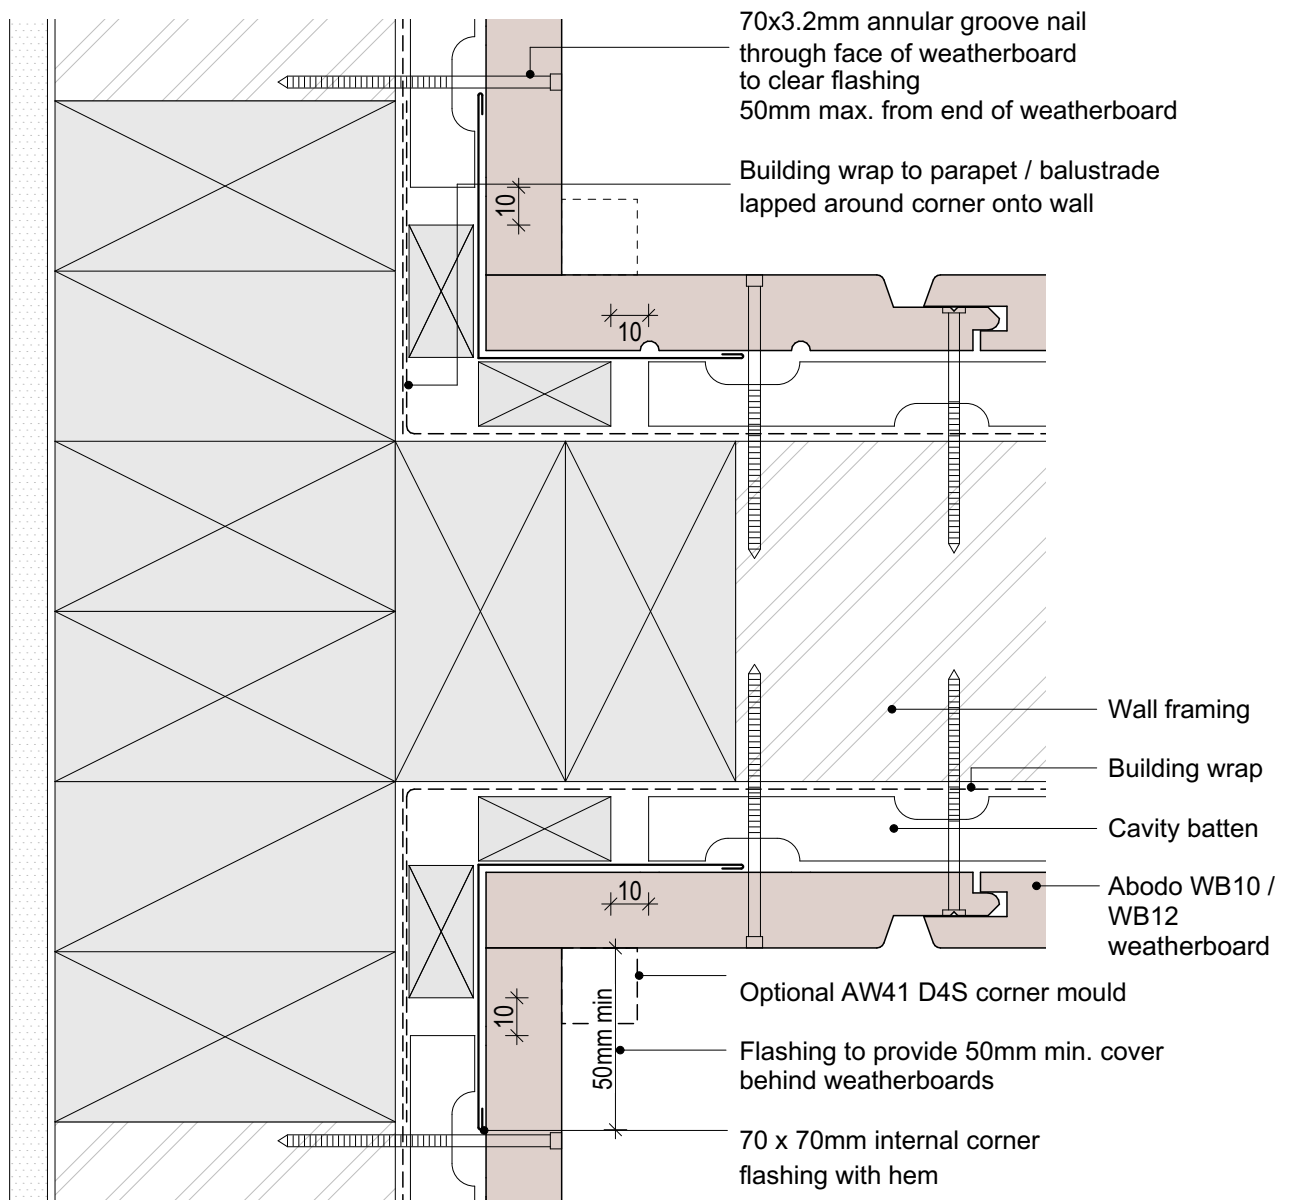 70x3.2mm annular groove nail
through face of weatherboard
to clear flashing
50mm max. from end of weatherboard
Building wrap to parapet / balustrade
lapped around corner onto wall
10
10
Wall framing
Building wrap
Cavity batten
Abodo WB10 /
WB12
weatherboard
10
10
50mm min
Optional AW41 D4S corner mould
Flashing to provide 50mm min. cover
behind weatherboards
70 x 70mm internal corner
flashing with hem